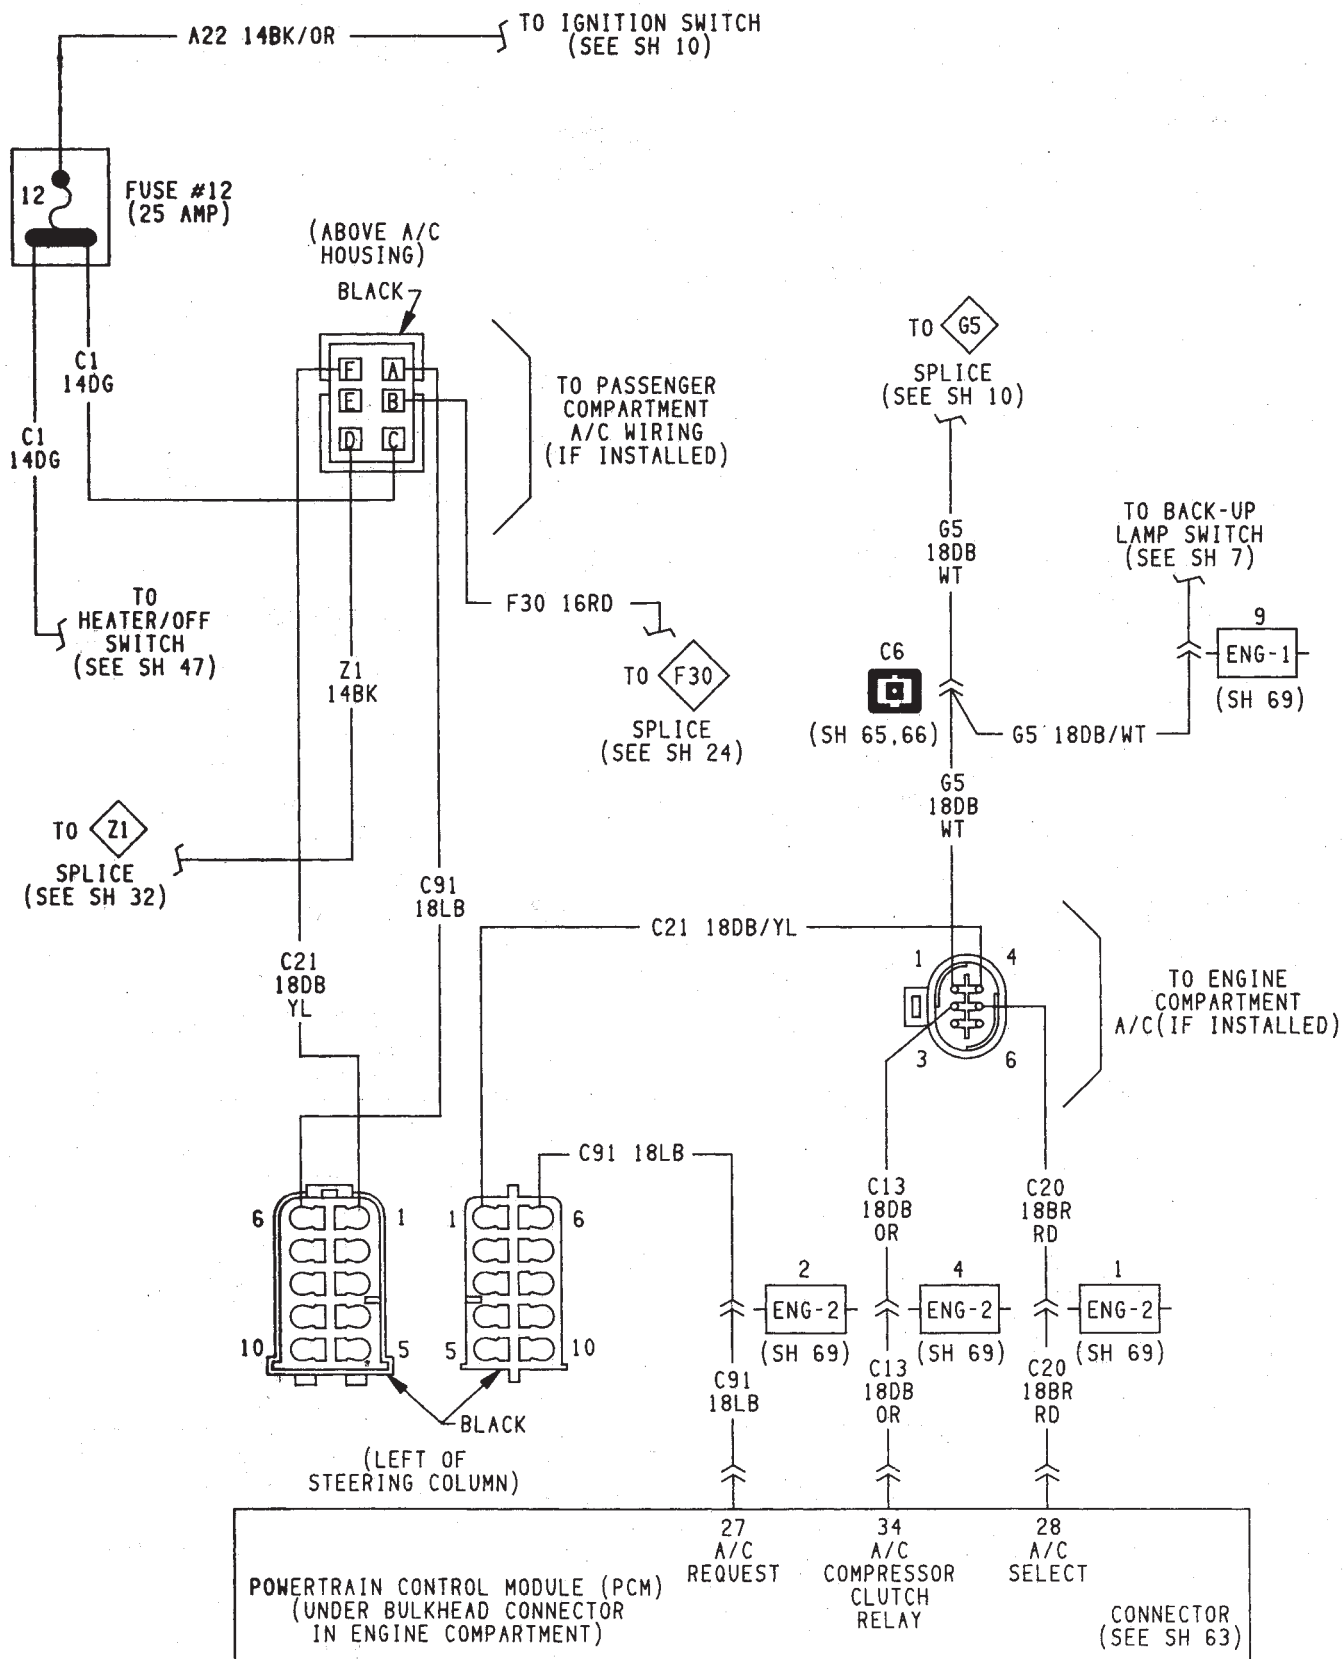 A22 14BK/OR
TO IGNITION SWITCH
(SEE SH 10)
12
FUSE #12
(25 AMP)
(ABOVE A/C
HOUSING)
BLACK
F A
E B
D C
C1
14DG
C1
14DG
TO PASSENGER
COMPARTMENT
A/C WIRING
(IF INSTALLED)
TO G5
SPLICE
(SEE SH 10)
G5
18DB
WT
TO BACK-UP
LAMP SWITCH
(SEE SH 7)
TO
HEATER/OFF
SWITCH
(SEE SH 47)
F30 16RD
Z1
14BK
TO F30
SPLICE
(SEE SH 24)
C6
(SH 65,66)
9
ENG-1
(SH 69)
G5 18DB/WT
G5
18DB
WT
TO Z1
SPLICE
(SEE SH 32)
C91
18LB
C21 18DB/YL
C21
18DB
YL
1 4
3 6
TO ENGINE
COMPARTMENT
A/C(IF INSTALLED)
C91 18LB
6 1
10 5
1 6
5 10
C13
18DB
OR
C20
18BR
RD
2
ENG-2
(SH 69)
4
ENG-2
(SH 69)
1
ENG-2
(SH 69)
C91
18LB
C13
18DB
OR
C20
18BR
RD
BLACK
(LEFT OF
STEERING COLUMN)
27
A/C
REQUEST
34
A/C
COMPRESSOR
CLUTCH
RELAY
28
A/C
SELECT
POWERTRAIN CONTROL MODULE (PCM)
(UNDER BULKHEAD CONNECTOR
IN ENGINE COMPARTMENT)
CONNECTOR
(SEE SH 63)